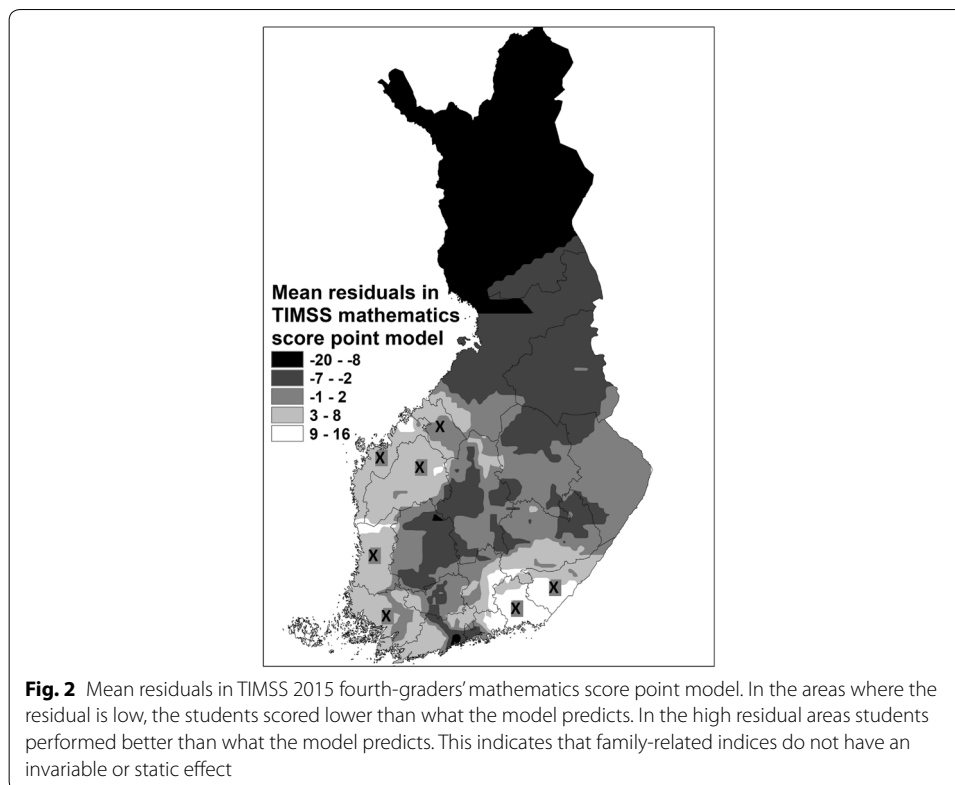 Mean residuals in
TIMSS mathematics
score point model
-20 - -8
-7 - -2
-1 - 2
3 - 8
9 - 16
X
X
X
X
X
X
X
Fig. 2 Mean residuals in TIMSS 2015 fourth-graders’ mathematics score point model. In the areas where the
residual is low, the students scored lower than what the model predicts. In the high residual areas students
performed better than what the model predicts. This indicates that family-related indices do not have an
invariable or static effect